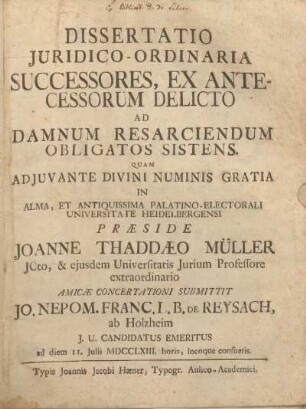 DISSERTATIO
JURIDICO-ORDINARIA
SUCCESSORES, EX ANTE-
CESSORUM DELICTO
AD
DAMNUM RESARCIENDUM
OBLIGATOS SISTENS.
QUAM
ADJUVANTE DIVINI NUMINIS GRATIA
IN
ALMA, ET ANTIQUISSIMA PALATINO-ELECTORALI
UNIVERSITATE HEIDELBERGENSI
PRÆSIDE
JOANNE THADDÆO MÜLLER
JCto, & ejusdem Universitatis Jurium Professore
extraordinario
AMICÆ CONCERTATIONI SUBMITTIT
JO. NEPOM. FRANC. L. B. DE REYSACH,
ab Holzheim
J. U. CANDIDATUS EMERITUS
ad diem 11. Julii MDCCLXIII. horis, locoque consuetis.
Typis Joannis Jacobi Hæner, Typogr. Aulico-Academici.